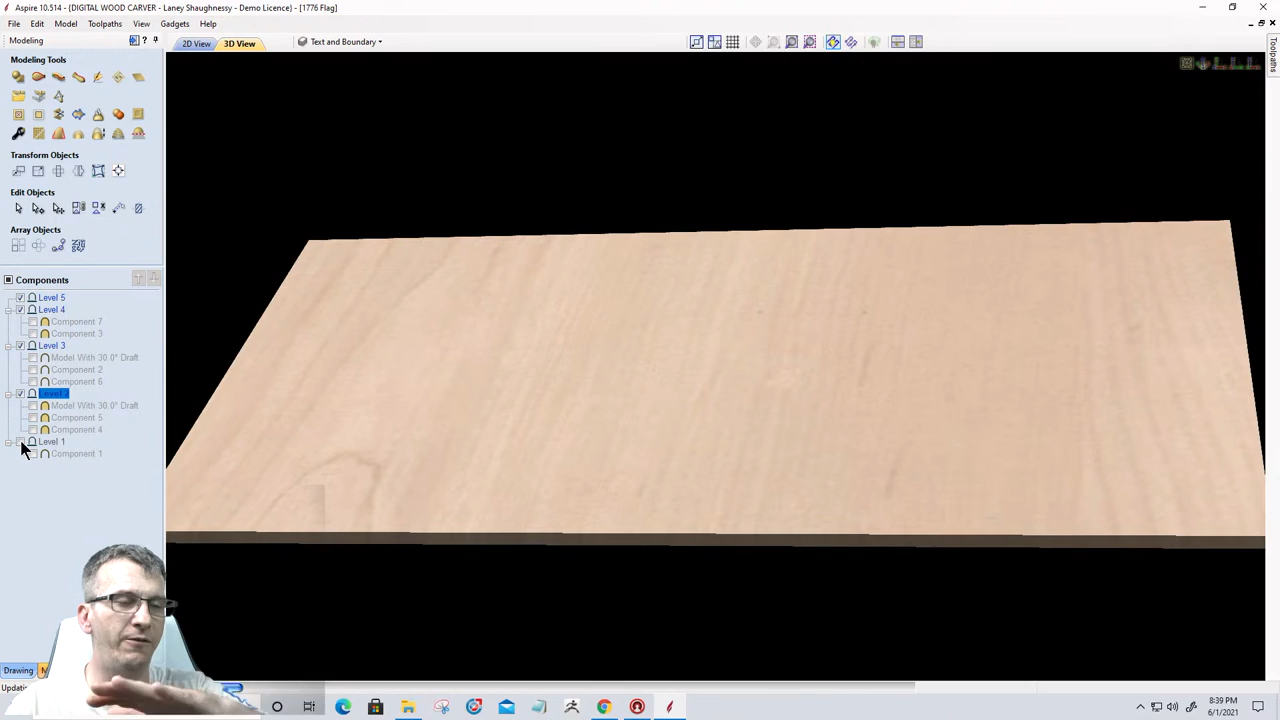 Aspire 10.514 - (DIGITAL WOOD CARVER - Laney Shaughnessy - Demo Licence) - [1776 Flag]
File Edit Model Toolpaths View Gadgets Help
Modeling
2D View 3D View Text and Boundary
Toolpaths
Modeling Tools
Transform Objects
Edit Objects
Array Objects
Components
Level 5
Level 4
Component 7
Component 3
Level 3
Model With 30.0° Draft
Component 2
Component 6
Model With 30.0° Draft
Component 5
Component 4
Level 1
Component 1
Drawing
8:39 PM
6/1/2021